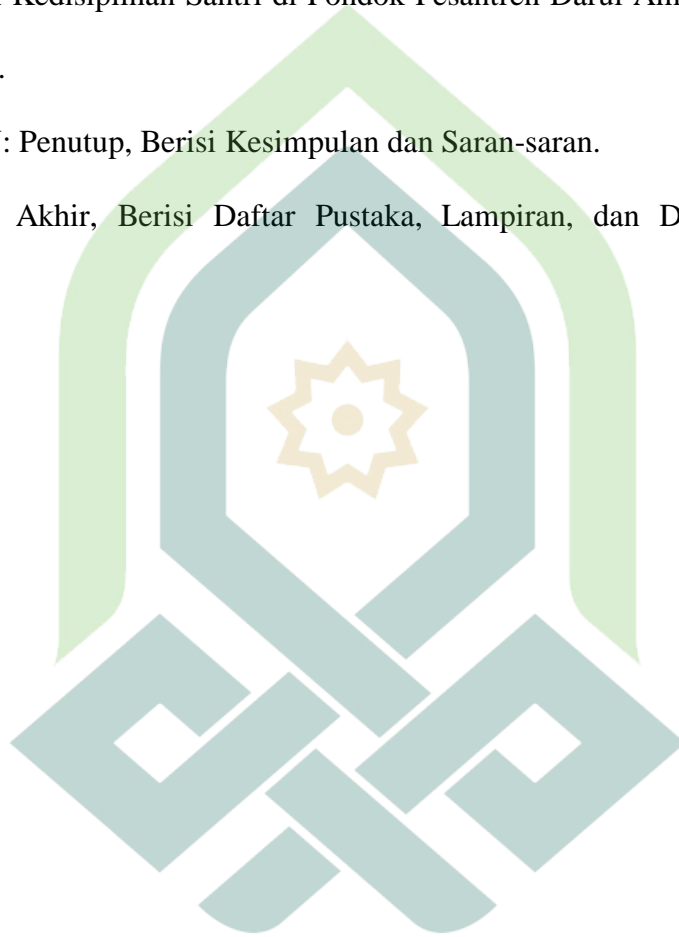 Kedisiplinan Santri di Pondok Pesantren Darul
.
: Penutup, Berisi Kesimpulan dan Saran-saran.
Akhir, Berisi Daftar Pustaka, Lampiran, dan